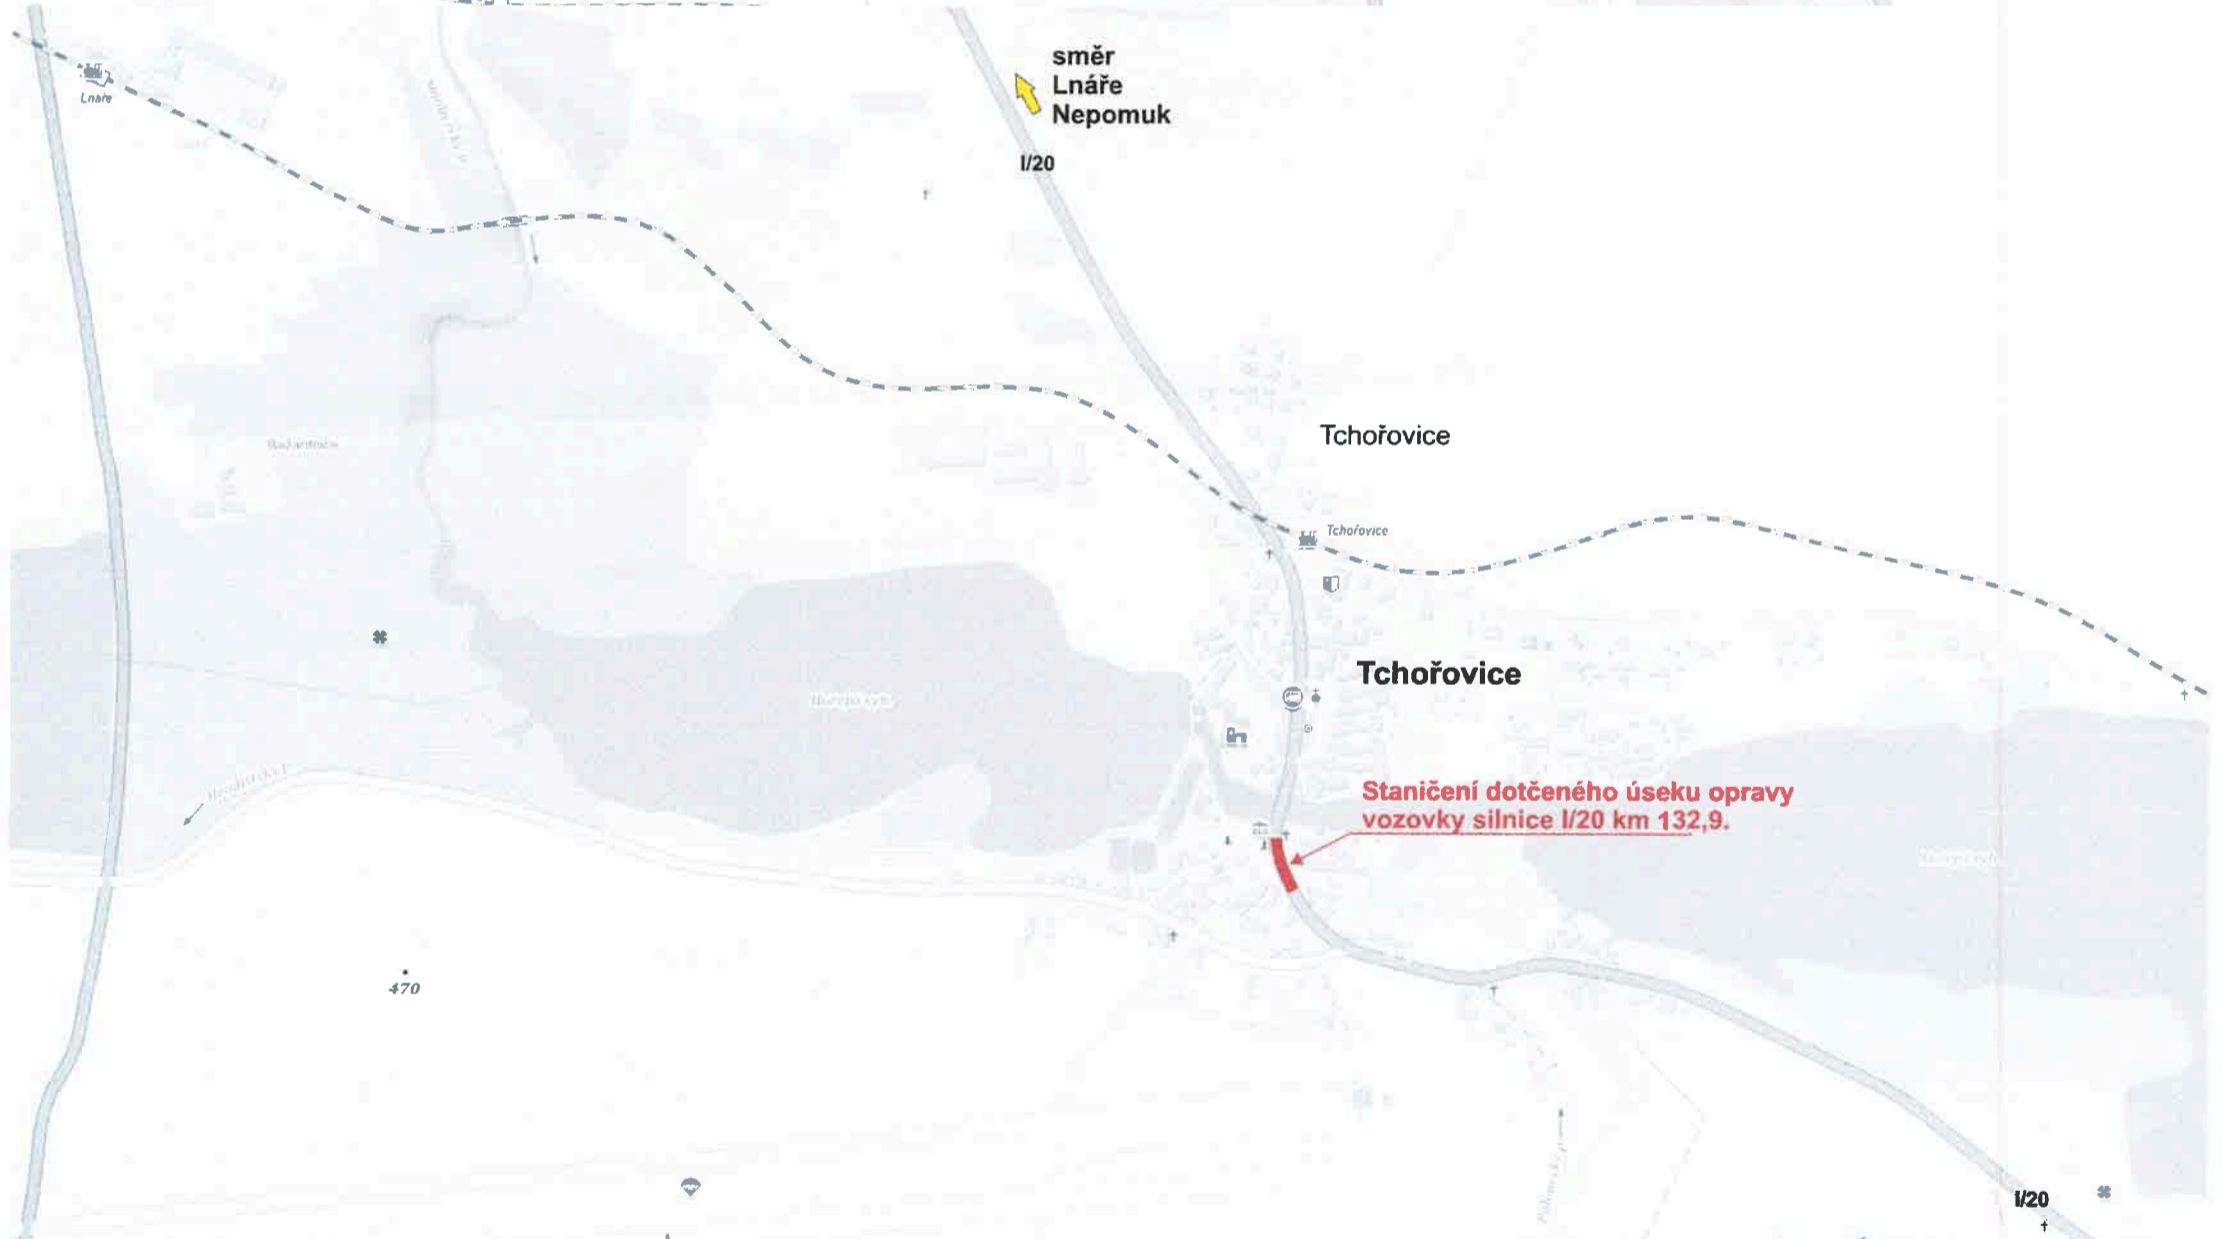 směr
Lnáře
Nepomuk
Lnáře
I/20
Tchořovice
Tchořovice
Tchořovice
Staničení dotčeného úseku opravy
vozovky silnice I/20 km 132,9.
470
I/20